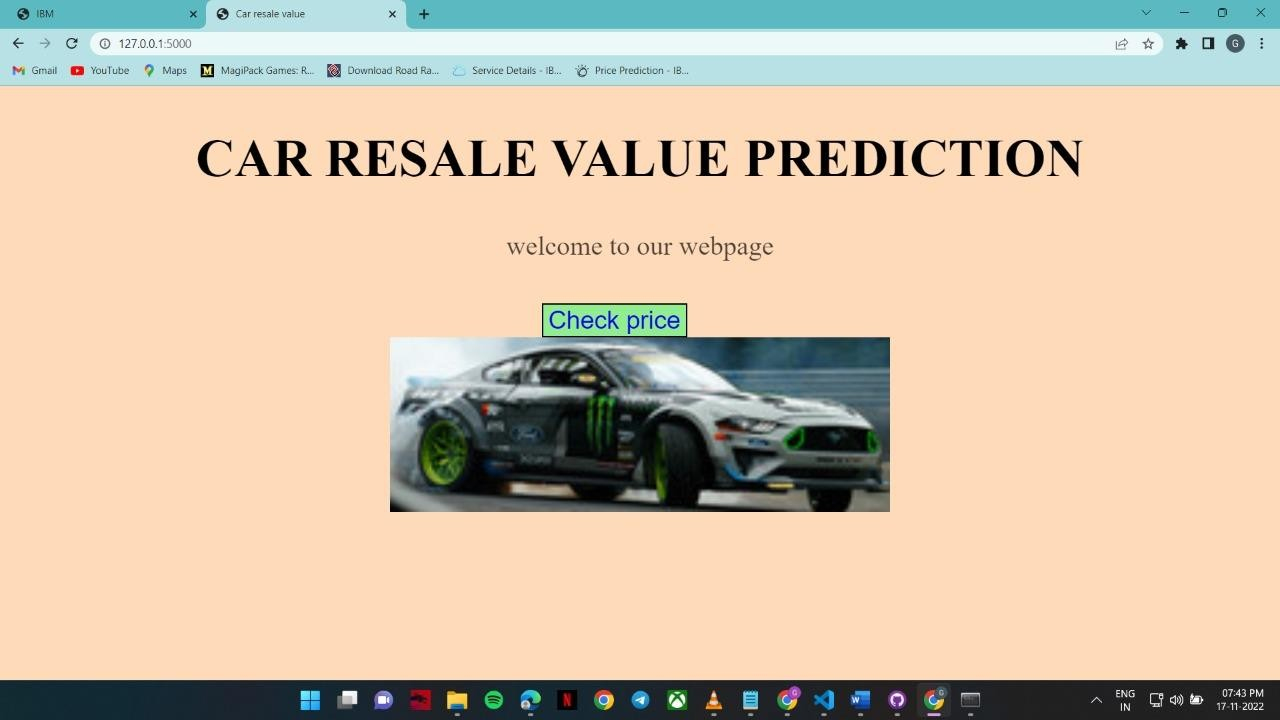 IBM
Car resale value
127.0.0.1:5000
G
Gmail
YouTube
Maps
MagiPack Games: R...
Download Road Ra...
Service Details - IB...
Price Prediction - IB...
CAR RESALE VALUE PREDICTION
welcome to our webpage
Check price
Ford
ENG
IN
07:43 PM
17-11-2022